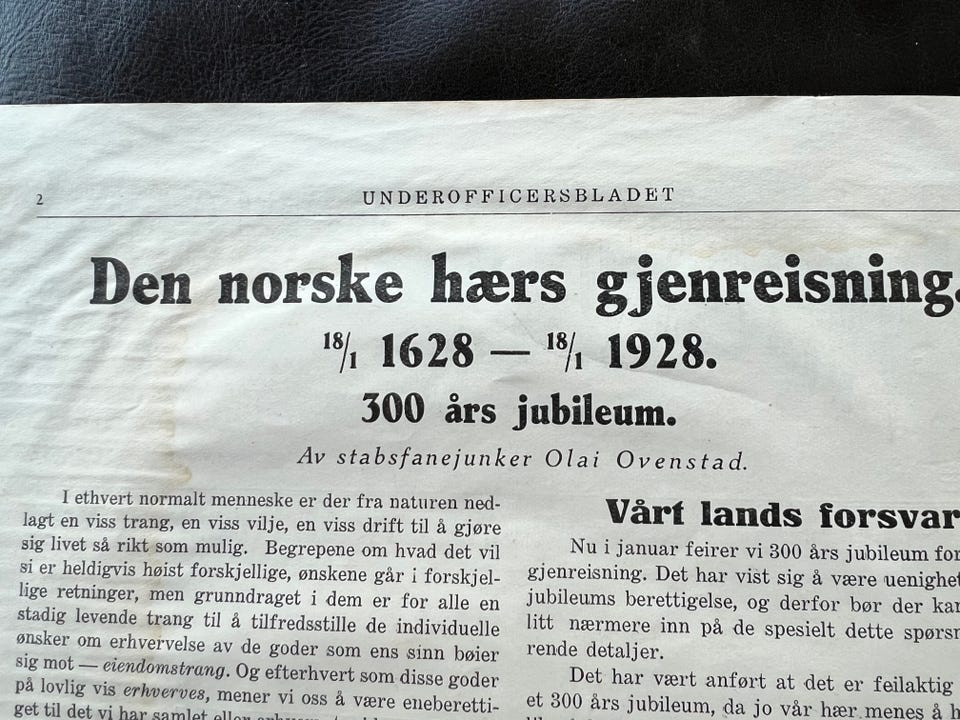 2
UNDEROFFICERSBLADET
Den norske hærs gjenreisning.
18/1 1628 — 18/1 1928.
300 års jubileum.
Av stabsfanejunker Olai Ovenstad.
I ethvert normalt menneske er der fra naturen ned-
lagt en viss trang, en viss vilje, en viss drift til å gjøre
sig livet så rikt som mulig. Begrepene om hvad det vil
si er heldigvis høist forskjellige, ønskene går i forskjel-
lige retninger, men grunndraget i dem er for alle en
stadig levende trang til å tilfredsstille de individuelle
ønsker om erhvervelse av de goder som ens sinn bøier
sig mot — eiendomstrang. Og efterhvert som disse goder
på lovlig vis erhverves, mener vi oss å være eneberetti-
get til det vi har samlet eller
Vårt lands forsvar
Nu i januar feirer vi 300 års jubileum for
gjenreisning. Det har vist sig å være uenighet
jubileums berettigelse, og derfor bør der
litt nærmere inn på de spesielt dette
rende detaljer.
Det har vært anført at det er feilaktig
et 300 års jubileum, da jo vår hær menes å